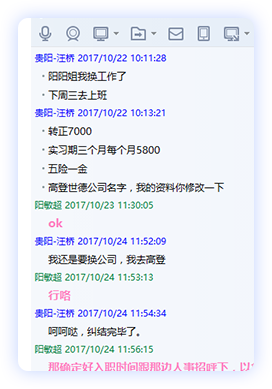 贵阳-汪桥 2017/10/22 10:11:28
• 阳阳姐我换工作了
• 下周三去上班
贵阳-汪桥 2017/10/22 10:13:21
• 转正7000
• 实习期三个月每个月5800
• 五险一金
• 高登世德公司名字，我的资料你修改一下
阳敏超 2017/10/23 11:30:05
ok
贵阳-汪桥 2017/10/24 11:52:09
我还是要换公司，我去高登
阳敏超 2017/10/24 11:53:13
行咯
贵阳-汪桥 2017/10/24 11:54:34
呵呵哒，纠结完毕了。
阳敏超 2017/10/24 11:56:15
那确定好入职时间跟那边人事招呼下，以